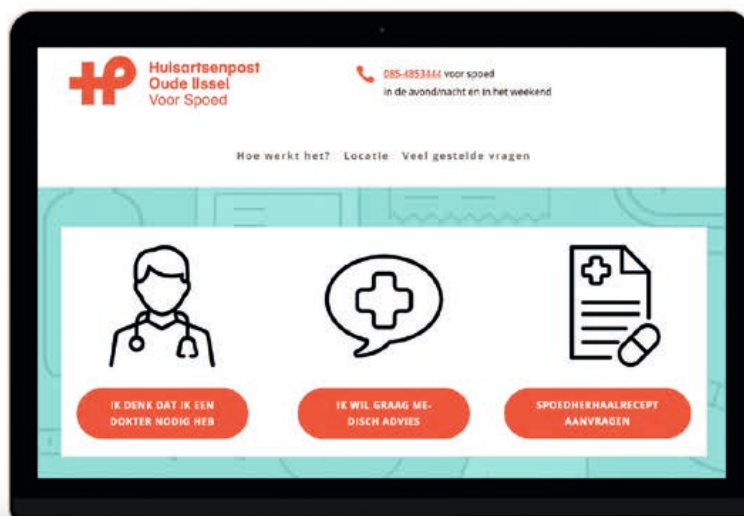 Huisartsenpost
Oude IJssel
Voor Spoed
085-4853444 voor spoed
in de avond/nacht en in het weekend
Hoe werkt het? Locatie Veel gestelde vragen
IK DENK DAT IK EEN
DOKTER NODIG HEB
IK WIL GRAAG ME-
DISCH ADVIES
SPOEDHERHAALRECEPT
AANVRAGEN